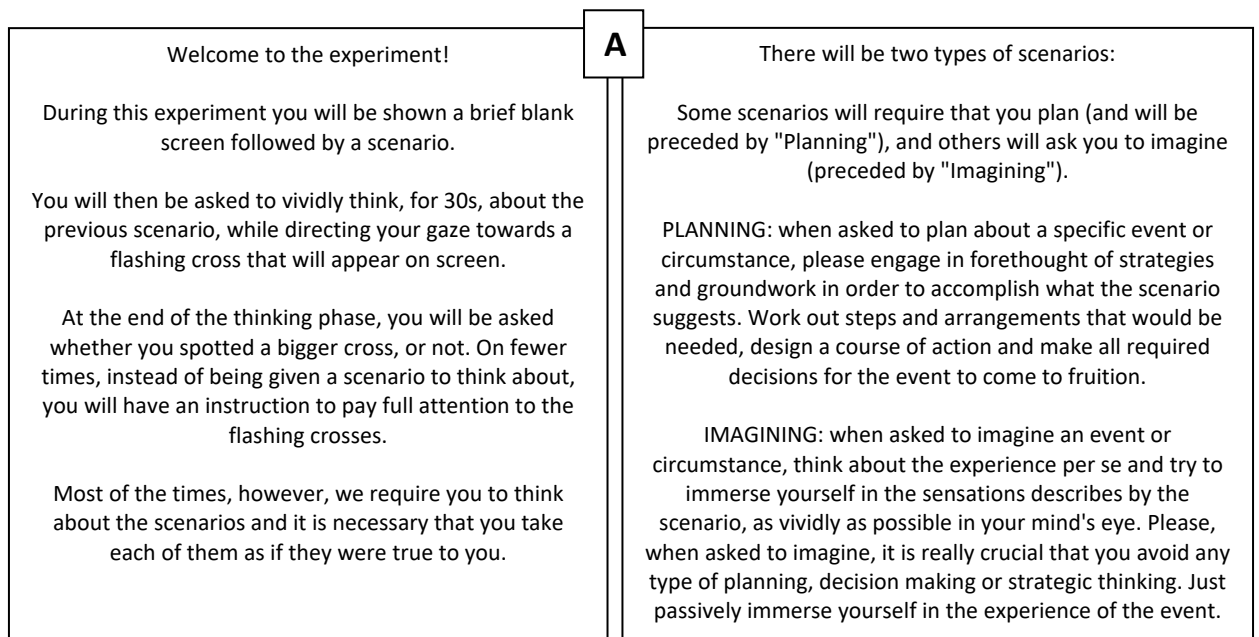 A
Welcome to the experiment!
During this experiment you will be shown a brief blank
screen followed by a scenario.
You will then be asked to vividly think, for 30s, about the
previous scenario, while directing your gaze towards a
flashing cross that will appear on screen.
At the end of the thinking phase, you will be asked
whether you spotted a bigger cross, or not. On fewer
times, instead of being given a scenario to think about,
you will have an instruction to pay full attention to the
flashing crosses.
Most of the times, however, we require you to think
about the scenarios and it is necessary that you take
each of them as if they were true to you.
There will be two types of scenarios:
Some scenarios will require that you plan (and will be
preceded by "Planning"), and others will ask you to imagine
(preceded by "Imagining").
PLANNING: when asked to plan about a specific event or
circumstance, please engage in forethought of strategies
and groundwork in order to accomplish what the scenario
suggests. Work out steps and arrangements that would be
needed, design a course of action and make all required
decisions for the event to come to fruition.
IMAGINING: when asked to imagine an event or
circumstance, think about the experience per se and try to
immerse yourself in the sensations describes by the
scenario, as vividly as possible in your mind's eye. Please,
when asked to imagine, it is really crucial that you avoid any
type of planning, decision making or strategic thinking. Just
passively immerse yourself in the experience of the event.